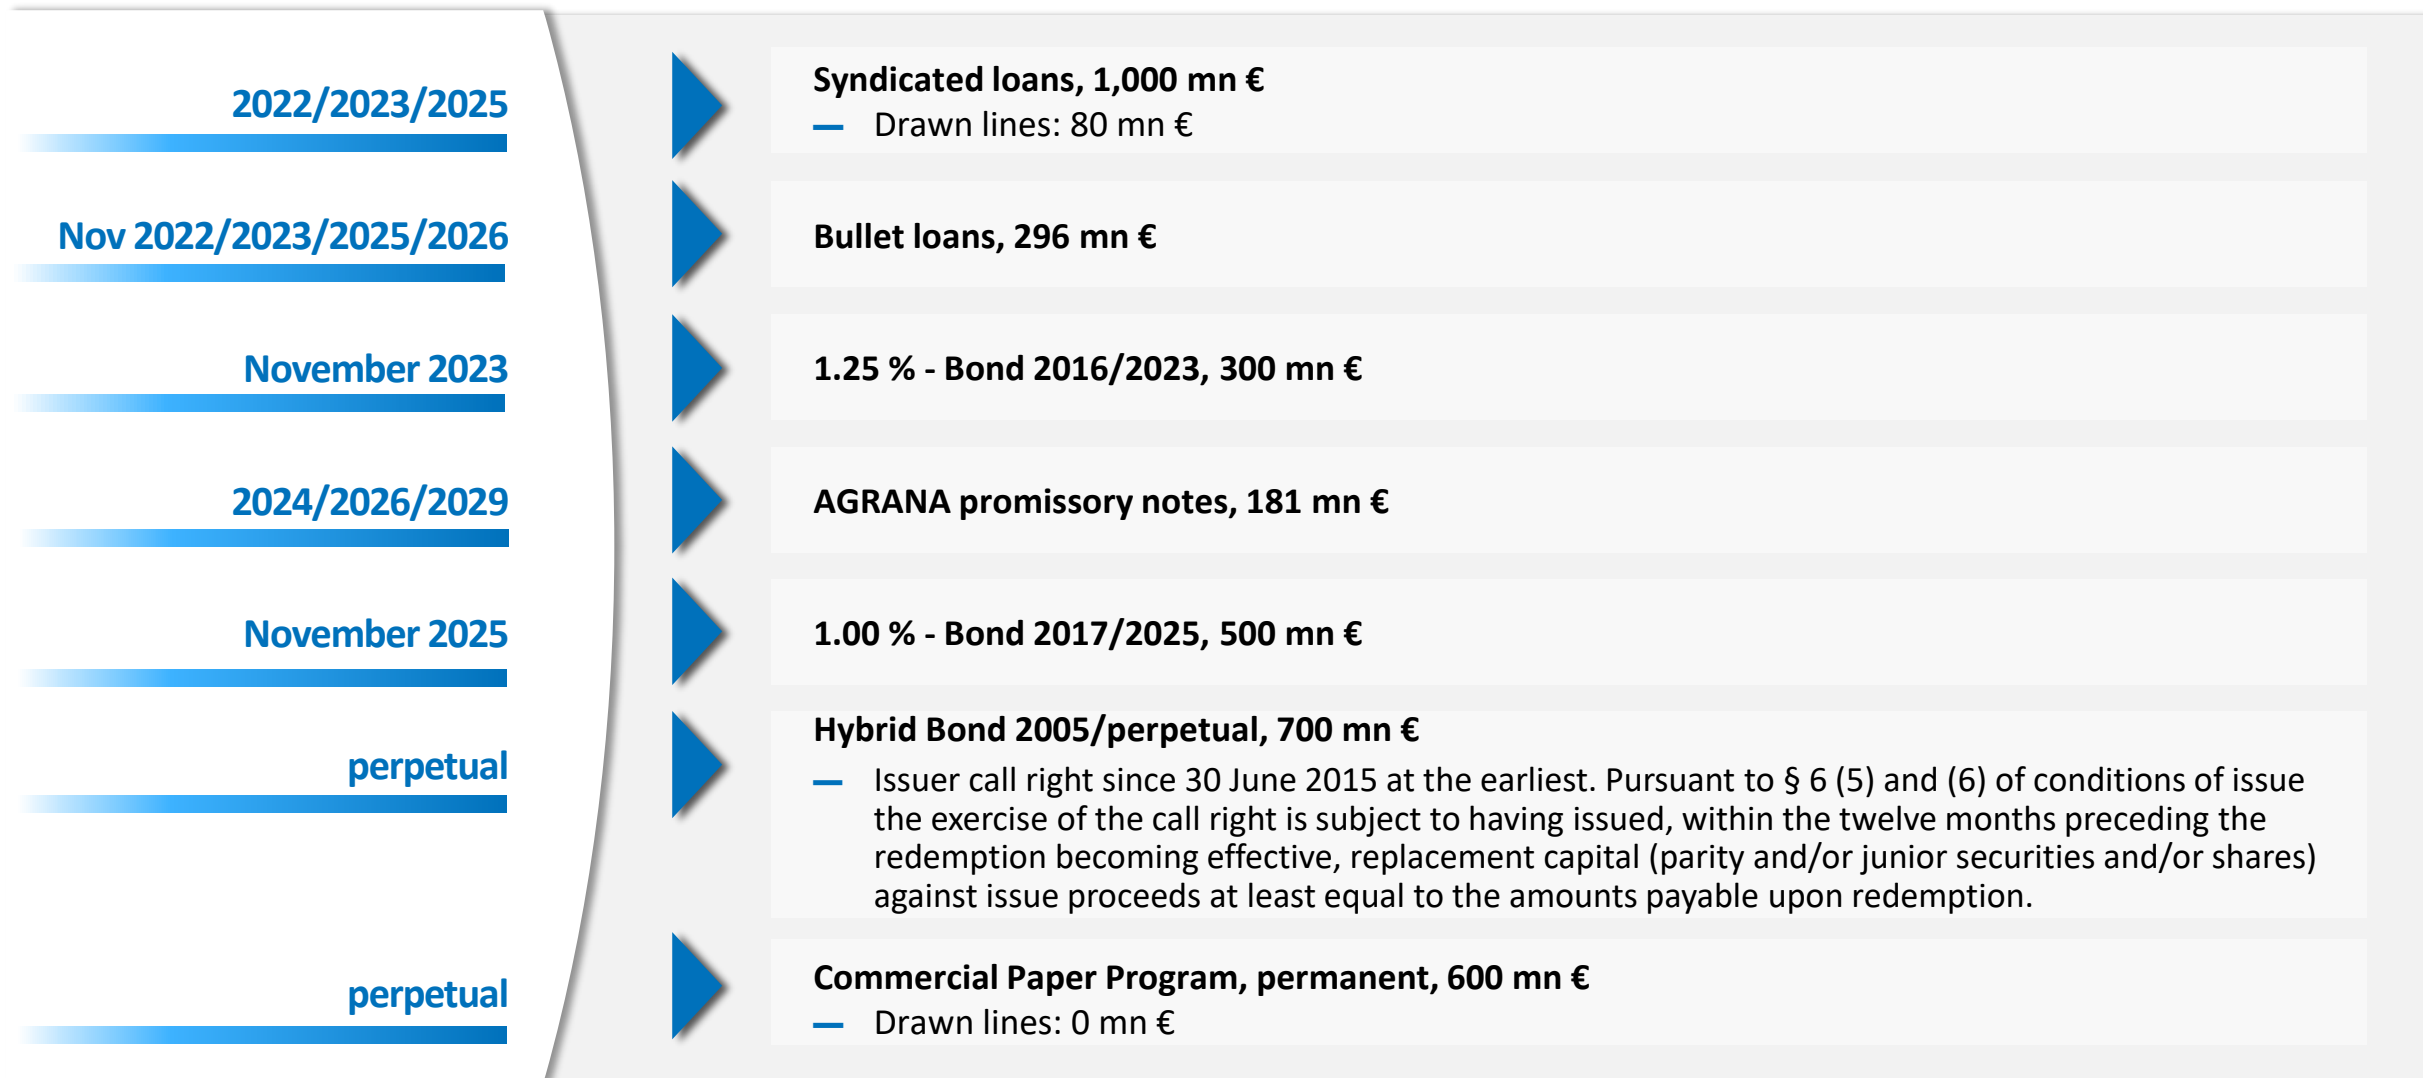 2022/2023/2025
Syndicated loans, 1,000 mn €
— Drawn lines: 80 mn €
Nov 2022/2023/2025/2026
Bullet loans, 296 mn €
November 2023
1.25 % - Bond 2016/2023, 300 mn €
2024/2026/2029
AGRANA promissory notes, 181 mn €
November 2025
1.00 % - Bond 2017/2025, 500 mn €
perpetual
Hybrid Bond 2005/perpetual, 700 mn €
— Issuer call right since 30 June 2015 at the earliest. Pursuant to § 6 (5) and (6) of conditions of issue
the exercise of the call right is subject to having issued, within the twelve months preceding the
redemption becoming effective, replacement capital (parity and/or junior securities and/or shares)
against issue proceeds at least equal to the amounts payable upon redemption.
perpetual
Commercial Paper Program, permanent, 600 mn €
— Drawn lines: 0 mn €